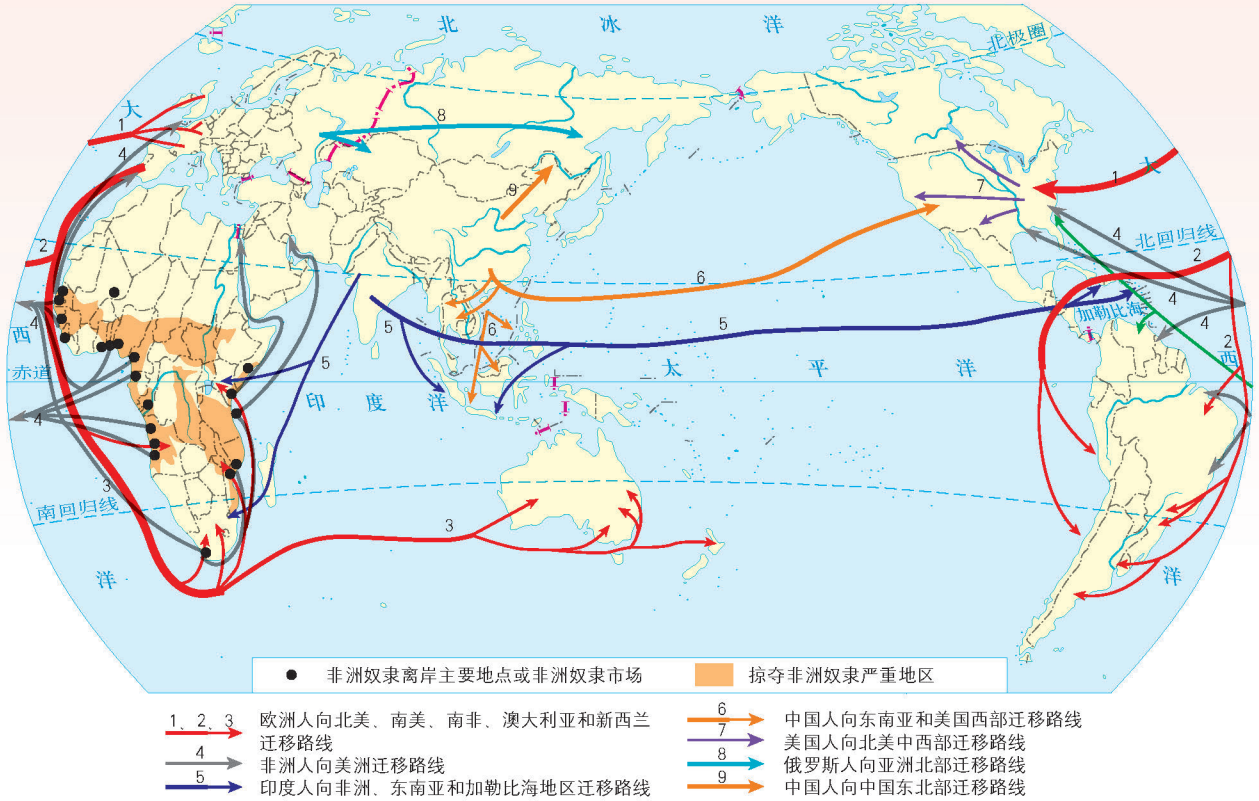 北冰洋
北极圈
大
1
8
4
9
7
1
大
2
北回归线
4
2
6
4
4
加勒比海
西
4
5
6
5
2
西
赤道
太平洋
5
印度洋
4
3
南回归线
3
洋
洋
非洲奴隶离岸主要地点或非洲奴隶市场
掠夺非洲奴隶严重地区
1、2、3 欧洲人向北美、南美、南非、澳大利亚和新西兰
迁移路线
4 非洲人向美洲迁移路线
5 印度人向非洲、东南亚和加勒比海地区迁移路线
6 中国人向东南亚和美国西部迁移路线
7 美国人向北美中西部迁移路线
8 俄罗斯人向亚洲北部迁移路线
9 中国人向中国东北部迁移路线